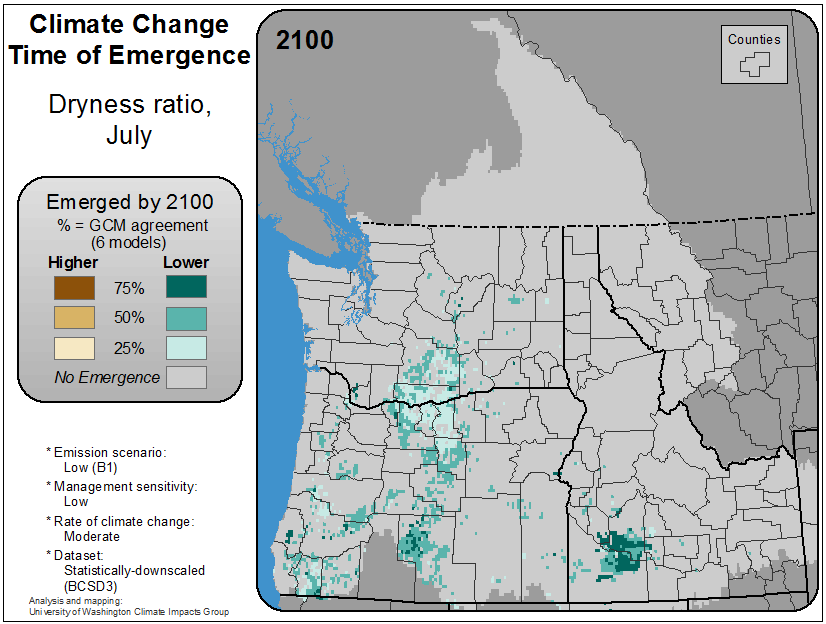 Climate Change
Time of Emergence
Dryness ratio,
July
Emerged by 2100
% = GCM agreement
(6 models)
Higher Lower
75%
50%
25%
No Emergence
* Emission scenario:
Low (B1)
* Management sensitivity:
Low
* Rate of climate change:
Moderate
* Dataset:
Statistically-downscaled
(BCSD3)
Analysis and mapping:
University of Washington Climate Impacts Group
2100
Counties